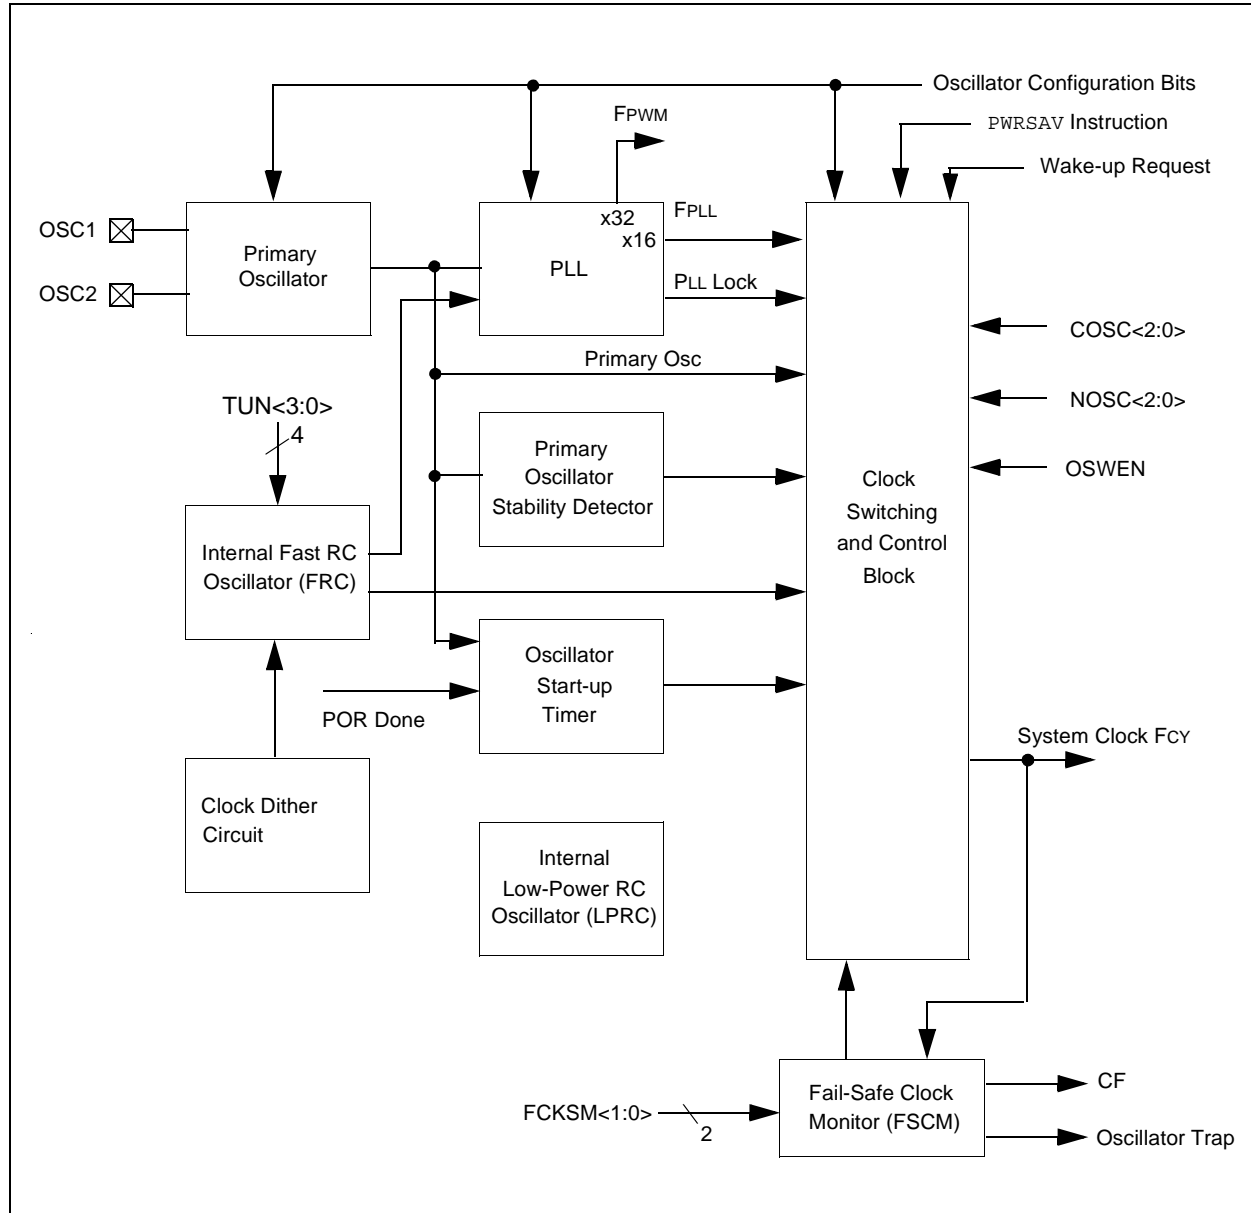 Oscillator Configuration Bits
FPWM
PWRSAV Instruction
Wake-up Request
OSC1
OSC2
Primary
Oscillator
x32
x16
PLL
FPLL
PLL Lock
Primary Osc
COSC<2:0>
NOSC<2:0>
OSWEN
TUN<3:0>
4
Primary
Oscillator
Stability Detector
Clock
Switching
and Control
Block
Internal Fast RC
Oscillator (FRC)
Oscillator
Start-up
Timer
POR Done
System Clock FCY
Clock Dither
Circuit
Internal
Low-Power RC
Oscillator (LPRC)
FCKSM<1:0>
2
Fail-Safe Clock
Monitor (FSCM)
CF
Oscillator Trap